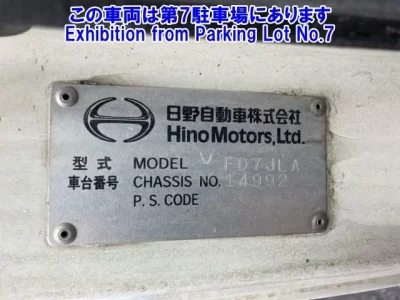 この車両は第7駐車場にあります
Exhibition from Parking Lot No.7
日野自動車株式会社
Hino Motors, Ltd.
型式 MODEL V FD7JLA
車台番号 CHASSIS NO. 14992
P.S. CODE